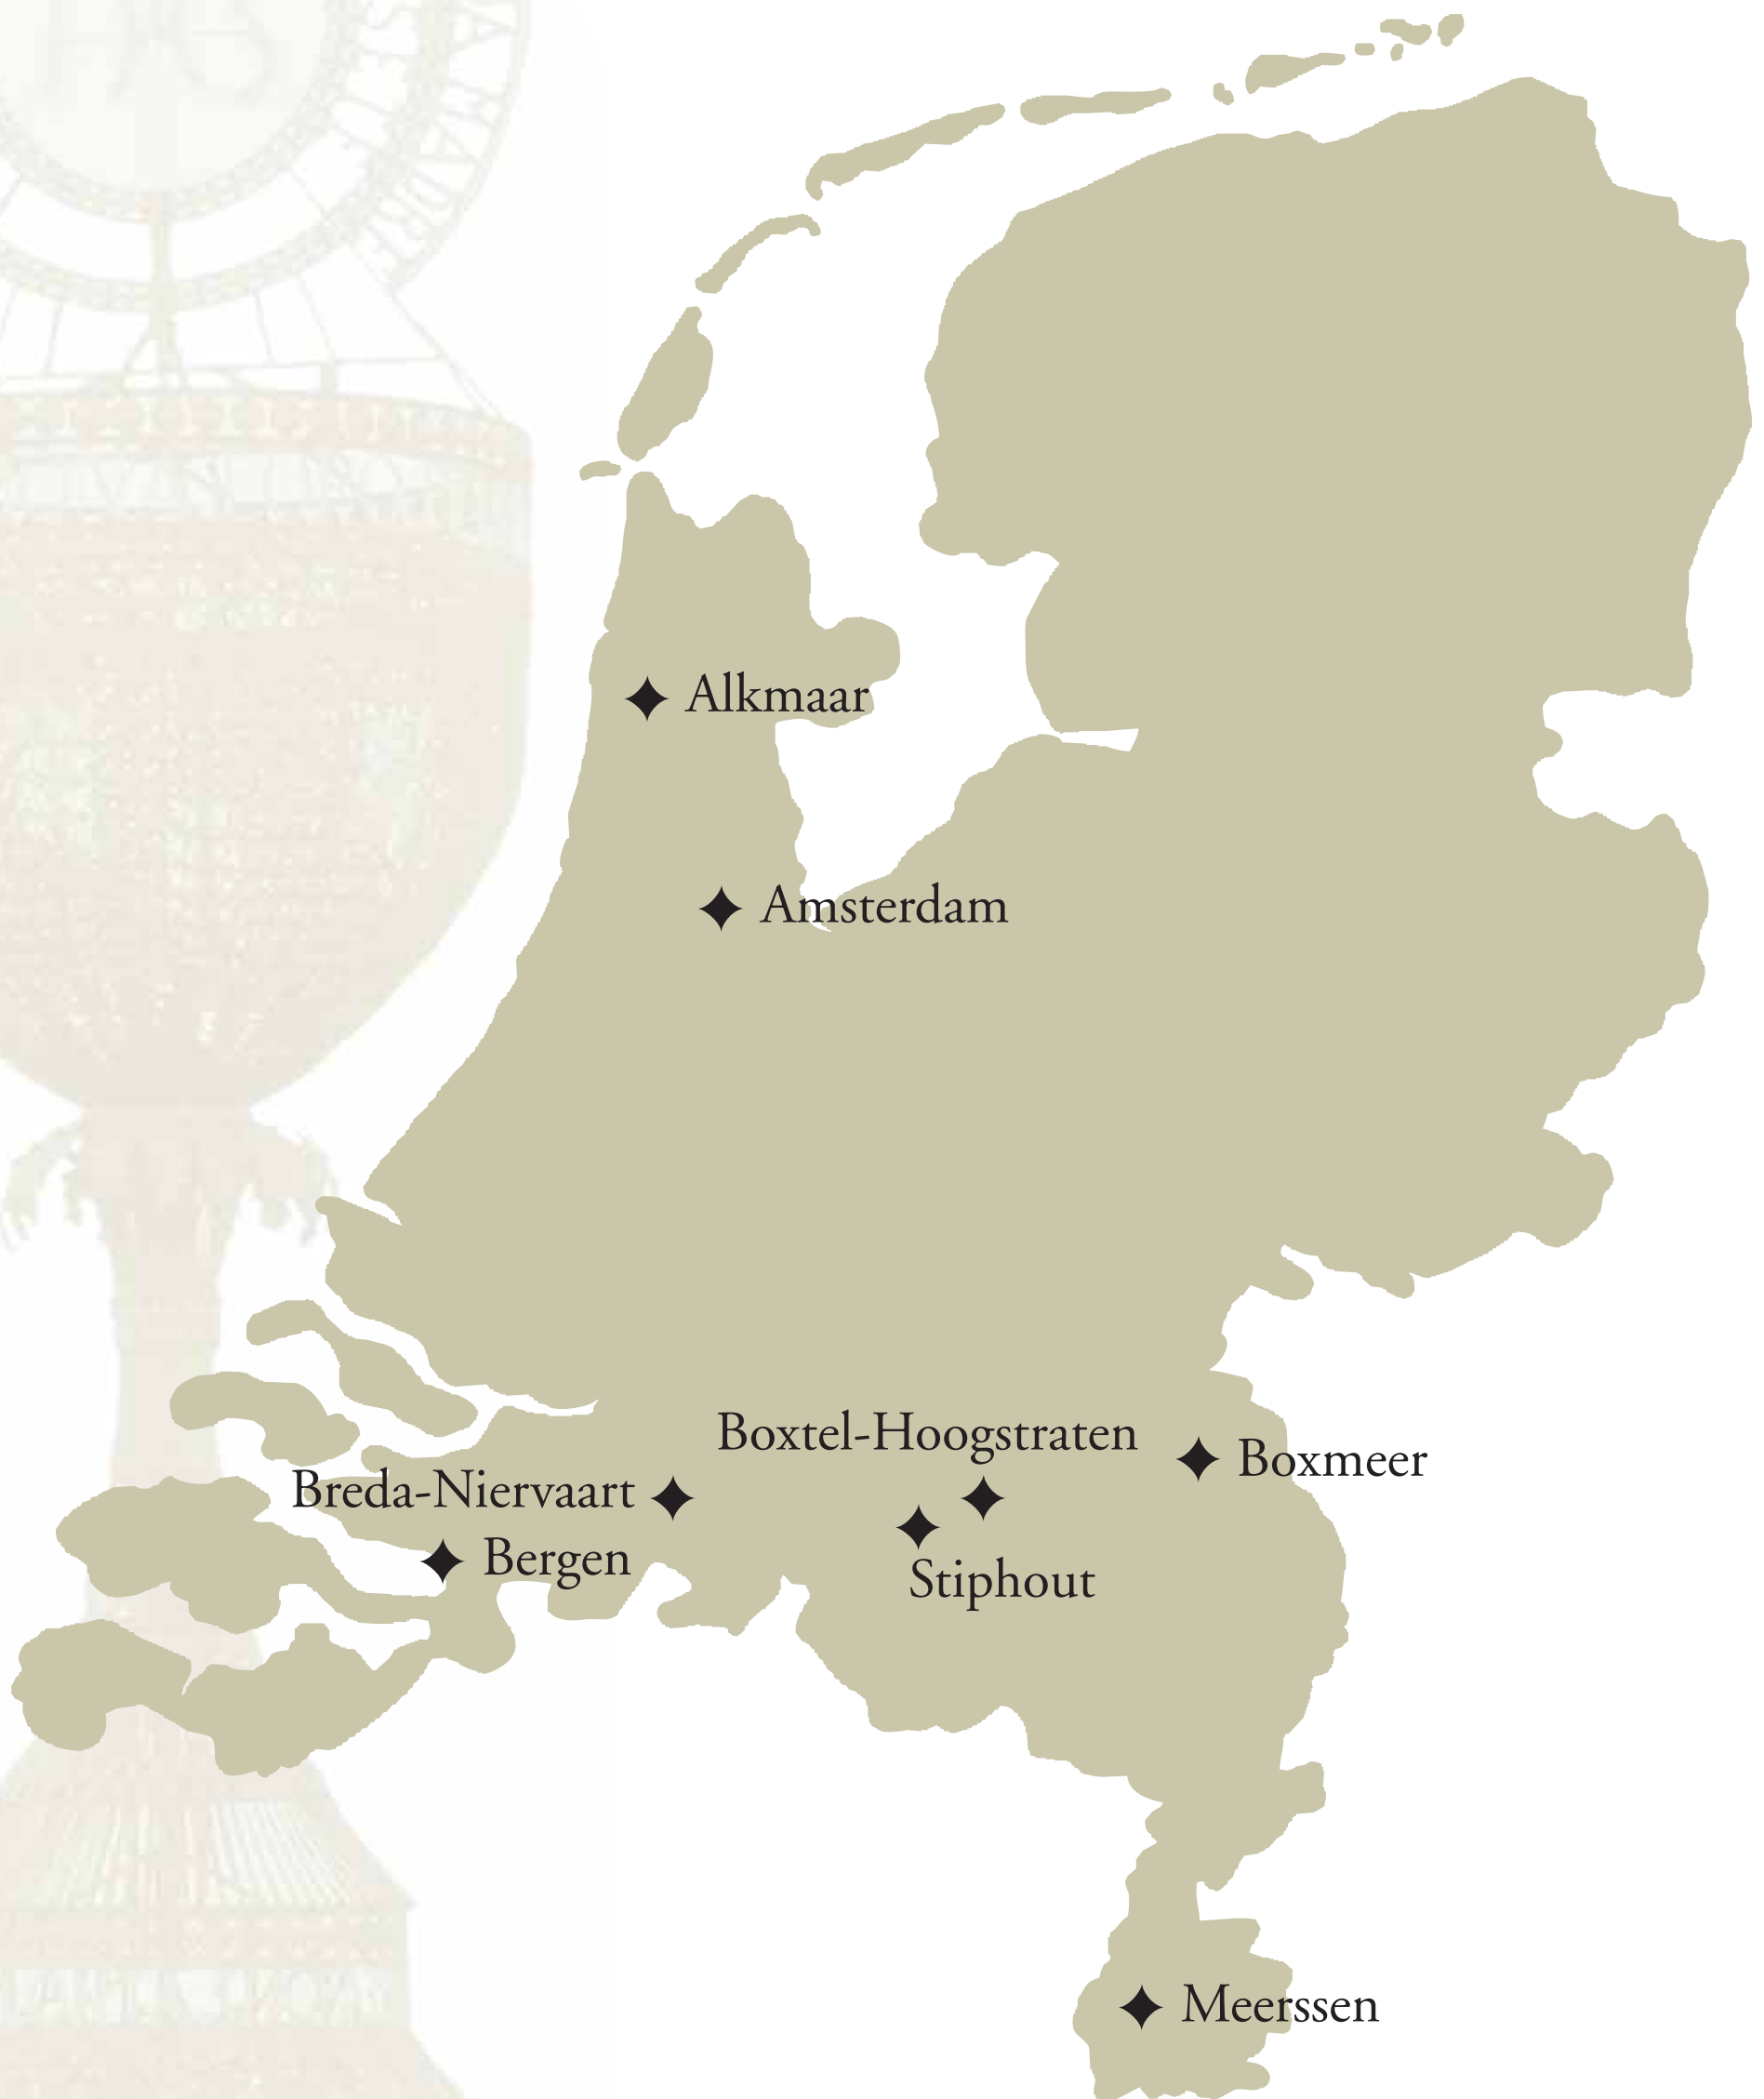 Alkmaar
Amsterdam
Boxtel-Hoogstraten
Boxmeer
Breda-Niervaart
Bergen
Stiphout
Meerssen